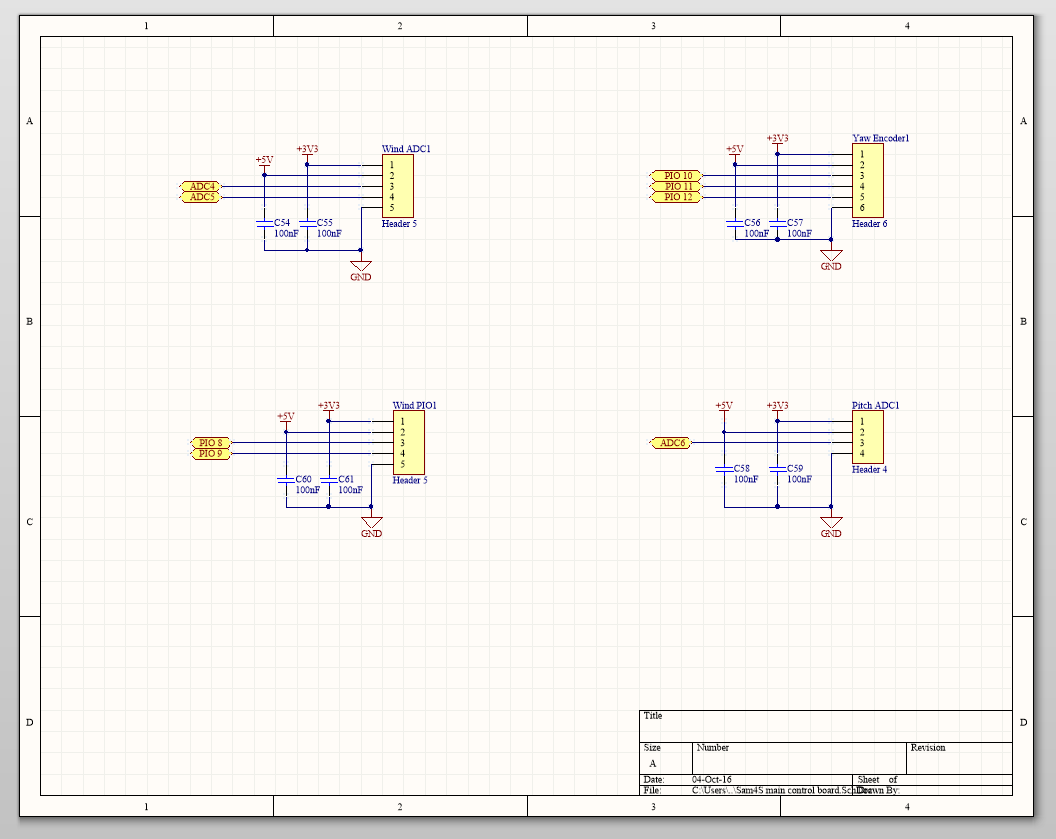 1 2 3 4
A A
Wind ADC1
+5V +3V3
1
2
ADC4 3
ADC5 4
5
C54 C55 Header 5
100nF 100nF
GND
Yaw Encoder1
+5V +3V3
1
2
PIO 10 3
PIO 11 4
PIO 12 5
6
C56 C57 Header 6
100nF 100nF
GND
B B
Wind PIO1
+5V +3V3
1
2
PIO 8 3
PIO 9 4
5
C60 C61 Header 5
100nF 100nF
GND
Pitch ADC1
+5V +3V3
1
2
ADC6 3
4
C58 C59 Header 4
100nF 100nF
GND
C C
D D
Title
Size Number Revision
A
Date: 04-Oct-16 Sheet of
File: C:\Users\..\Sam4S main control board.SchDoc Drawn By:
1 2 3 4